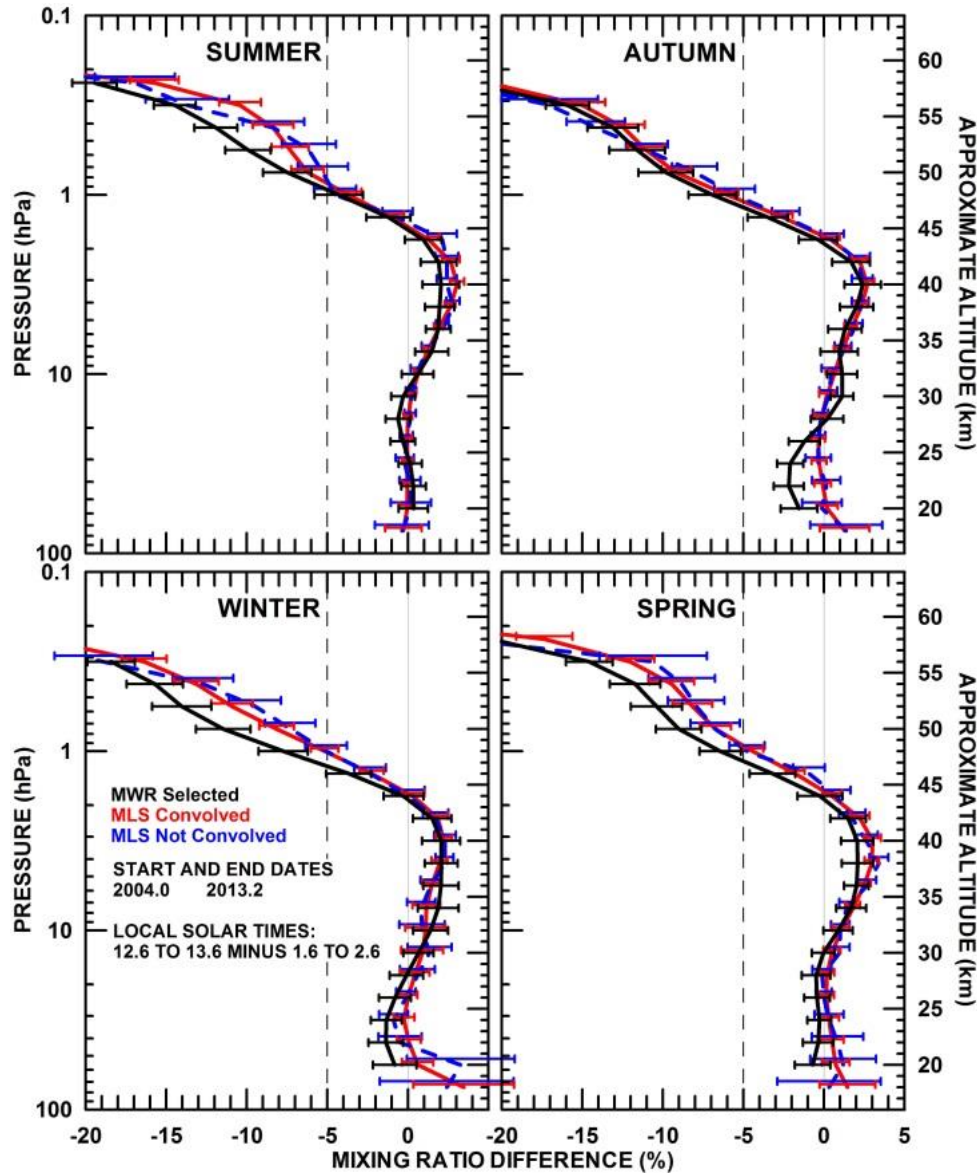 0.1
SUMMER
AUTUMN
60
55
50
45
40
35
30
25
20
1
10
100
PRESSURE (hPa)
APPROXIMATE ALTITUDE (km)
0.1
WINTER
SPRING
60
55
50
45
40
35
30
25
20
1
10
100
PRESSURE (hPa)
APPROXIMATE ALTITUDE (km)
MWR Selected
MLS Convolved
MLS Not Convolved
START AND END DATES
2004.0 2013.2
LOCAL SOLAR TIMES:
12.6 TO 13.6 MINUS 1.6 TO 2.6
-20 -15 -10 -5 0 -20 -15 -10 -5 0 5
MIXING RATIO DIFFERENCE (%)